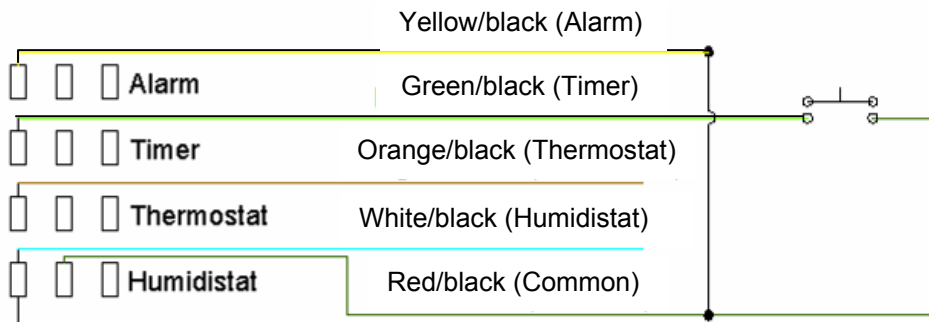 Yellow/black (Alarm)
Alarm
Green/black (Timer)
Timer
Orange/black (Thermostat)
Thermostat
White/black (Humidistat)
Humidistat
Red/black (Common)